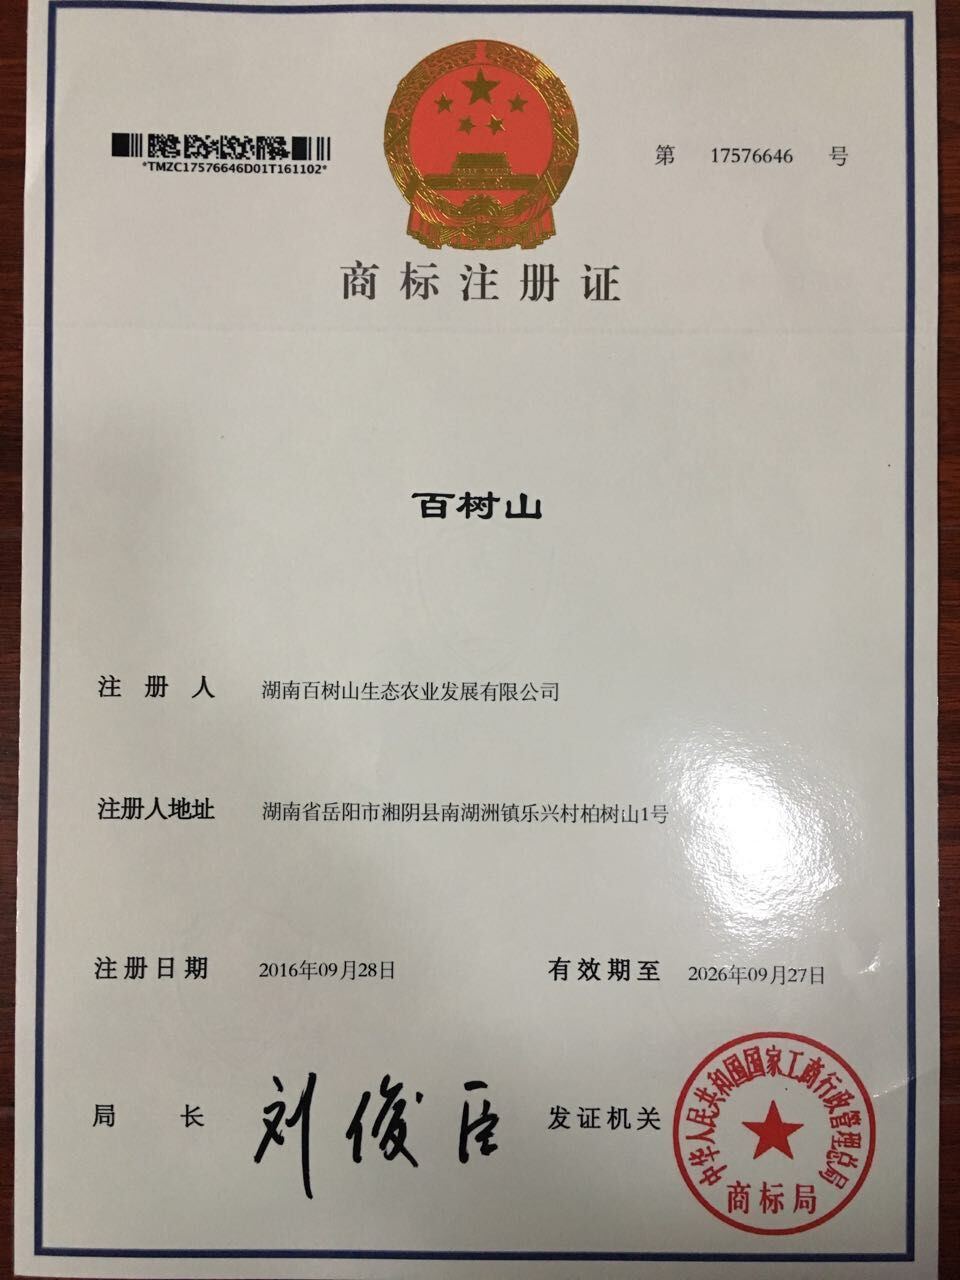 *TMZC17576646D01T161102*
第 17576646 号
商标注册证
百树山
注册人 湖南百树山生态农业发展有限公司
注册人地址 湖南省岳阳市湘阴县南湖洲镇乐兴村柏树山1号
注册日期 2016年09月28日 有效期至 2026年09月27日
局长 刘俊臣 发证机关
中华人民共和国国家工商行政管理总局
商标局